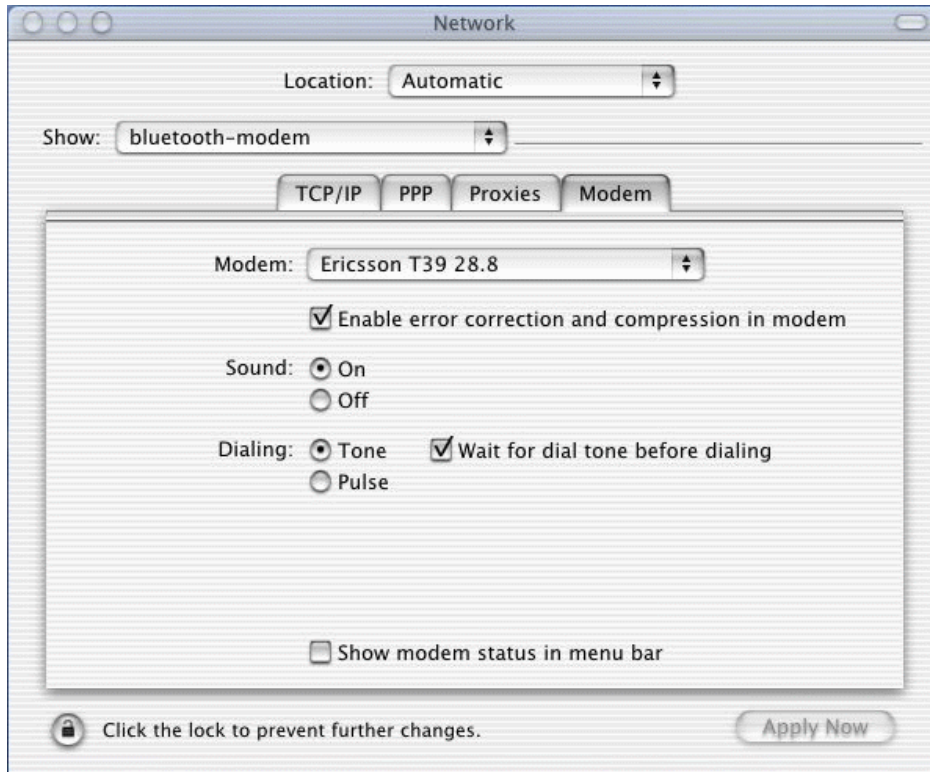 Network
Location: Automatic
Show: bluetooth-modem
TCP/IP PPP Proxies Modem
Modem: Ericsson T39 28.8
Enable error correction and compression in modem
Sound: On
Off
Dialing: Tone Wait for dial tone before dialing
Pulse
Show modem status in menu bar
Click the lock to prevent further changes. Apply Now